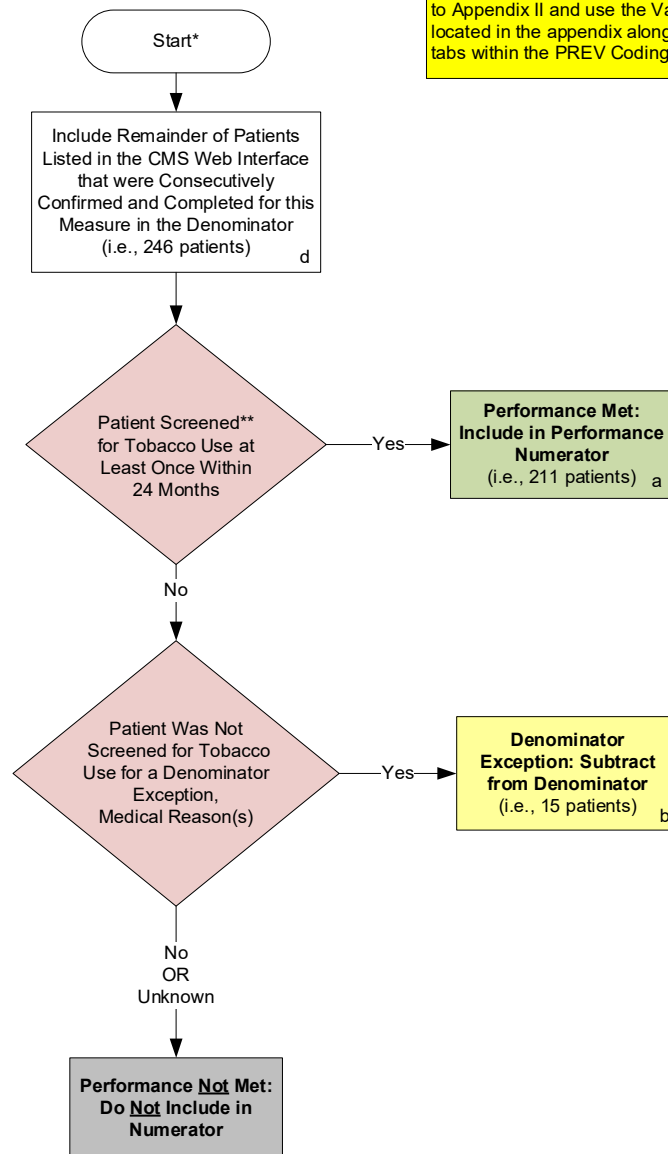 to Appendix II and use the
located in the appendix along
tabs within the PREV Coding
Start*
Include Remainder of Patients
Listed in the CMS Web Interface
that were Consecutively
Confirmed and Completed for this
Measure in the Denominator
(i.e., 246 patients)
d
Patient Screened**
for Tobacco Use at
Least Once Within
24 Months
Yes
Performance Met:
Include in Performance
Numerator
(i.e., 211 patients)
a
No
Patient Was Not
Screened for Tobacco
Use for a Denominator
Exception,
Medical Reason(s)
Yes
Denominator
Exception: Subtract
from Denominator
(i.e., 15 patients)
b
No
OR
Unknown
Performance Not Met:
Do Not Include in
Numerator